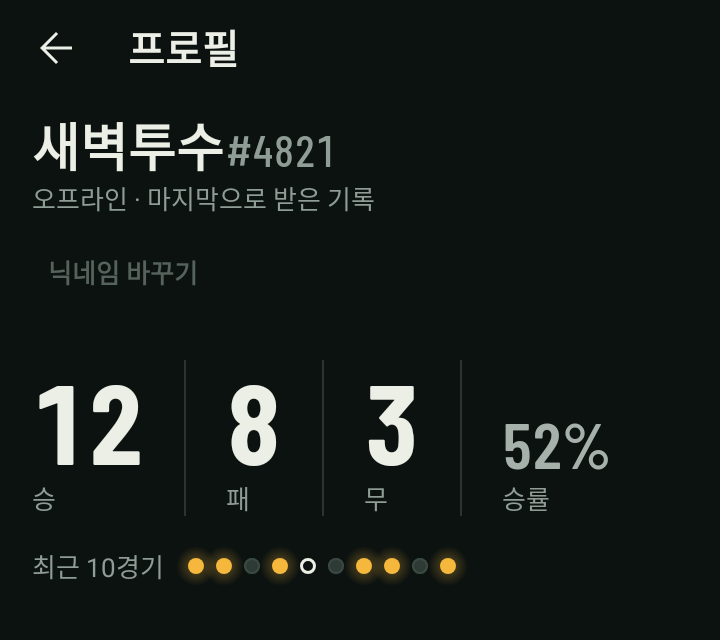 프로필
새벽투수#4821
오프라인 · 마지막으로 받은 기록
닉네임 바꾸기
12 8 3 52%
승 패 무 승률
최근 10경기